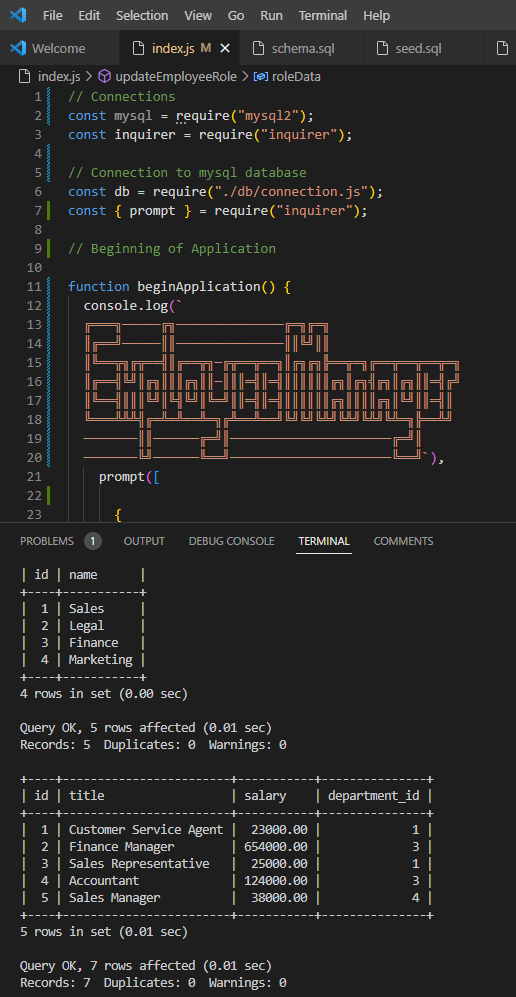 File Edit Selection View Go Run Terminal Help
Welcome
index.js M
schema.sql
seed.sql
index.js > updateEmployeeRole > roleData
1 // Connections
2 const mysql = require("mysql2");
3 const inquirer = require("inquirer");
4
5 // Connection to mysql database
6 const db = require("./db/connection.js");
7 const { prompt } = require("inquirer");
8
9 // Beginning of Application
10
11 function beginApplication() {
12 console.log(`
13
14
15
16
17
18
19
20 `),
21 prompt([
22
23 {
PROBLEMS 1 OUTPUT DEBUG CONSOLE TERMINAL COMMENTS
| id | name      |
+----+-----------+
|  1 | Sales     |
|  2 | Legal     |
|  3 | Finance   |
|  4 | Marketing |
+----+-----------+
4 rows in set (0.00 sec)
Query OK, 5 rows affected (0.01 sec)
Records: 5  Duplicates: 0  Warnings: 0
+----+------------------------+-----------+---------------+
| id | title                  | salary    | department_id |
+----+------------------------+-----------+---------------+
|  1 | Customer Service Agent |  23000.00 |             1 |
|  2 | Finance Manager        | 654000.00 |             3 |
|  3 | Sales Representative   |  25000.00 |             1 |
|  4 | Accountant             | 124000.00 |             3 |
|  5 | Sales Manager          |  38000.00 |             4 |
+----+------------------------+-----------+---------------+
5 rows in set (0.01 sec)
Query OK, 7 rows affected (0.01 sec)
Records: 7  Duplicates: 0  Warnings: 0